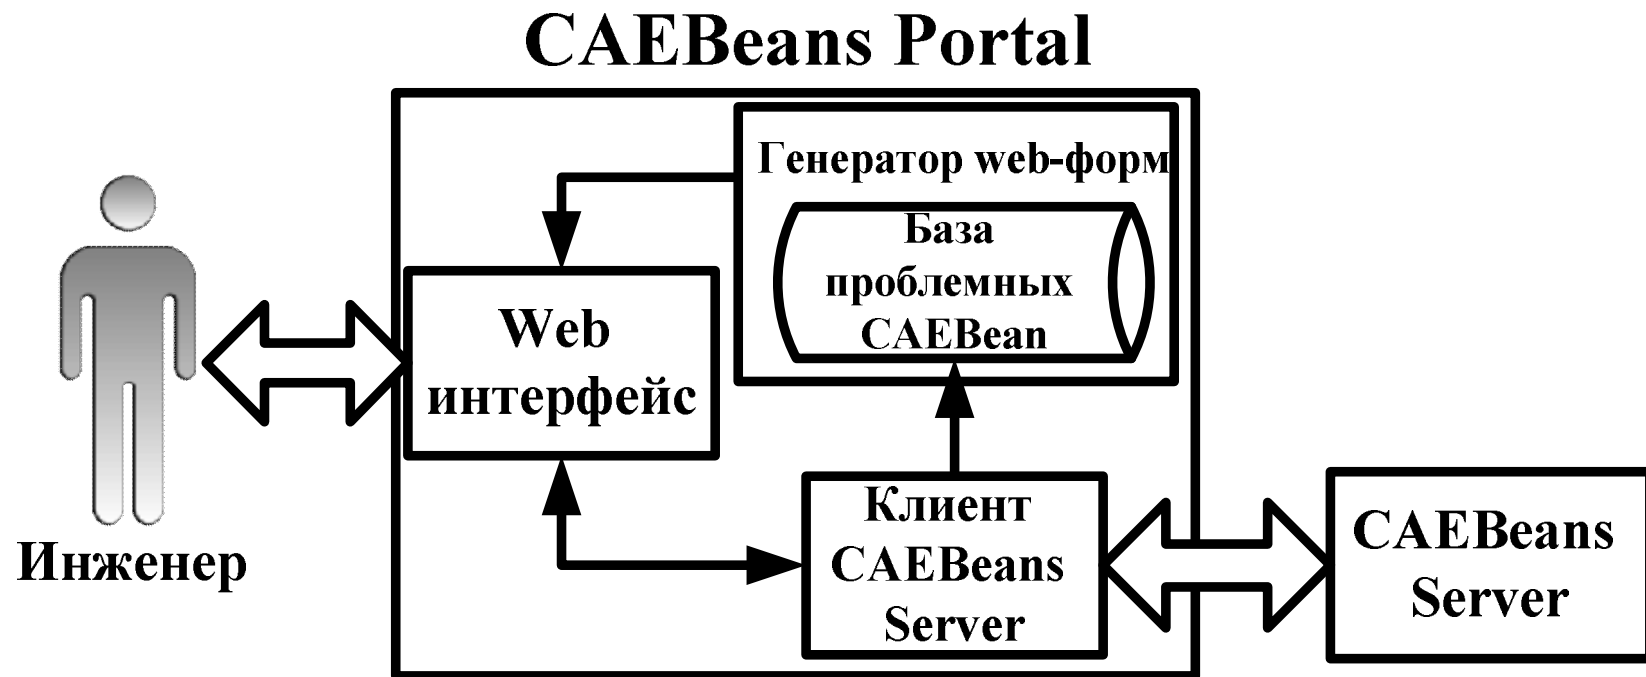 CAEBeans Portal
Генератор web-форм
База
проблемных
CAEBean
Web
интерфейс
Инженер
Клиент
CAEBeans
Server
CAEBeans
Server